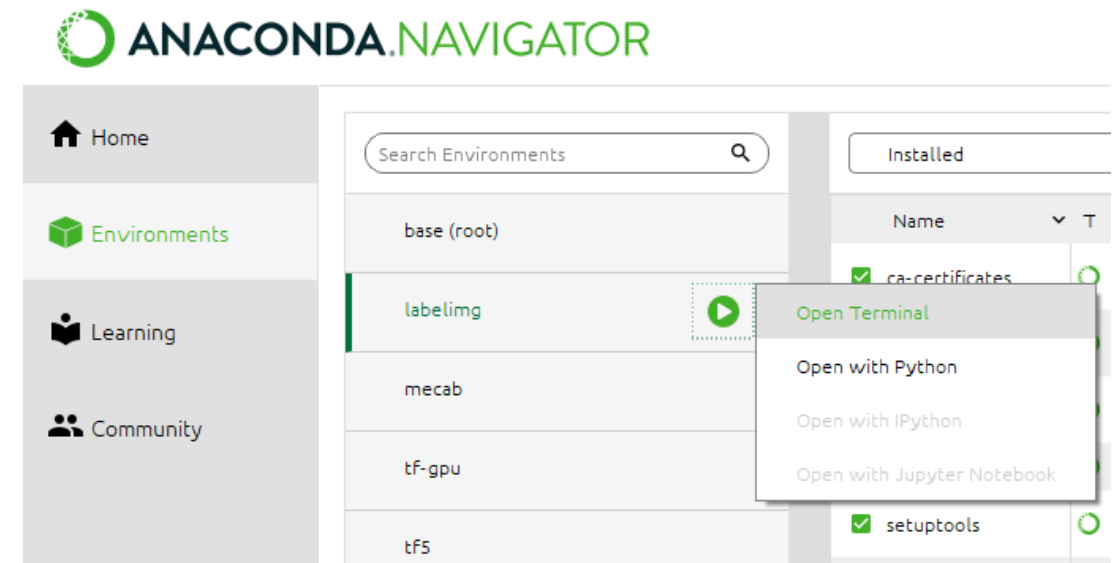 ANACONDA.NAVIGATOR
Home
Environments
Learning
Community
Search Environments
base (root)
labelimg
mecab
tf-gpu
tf5
Installed
Name T
ca-certificates
Open Terminal
Open with Python
Open with IPython
Open with Jupyter Notebook
setuptools